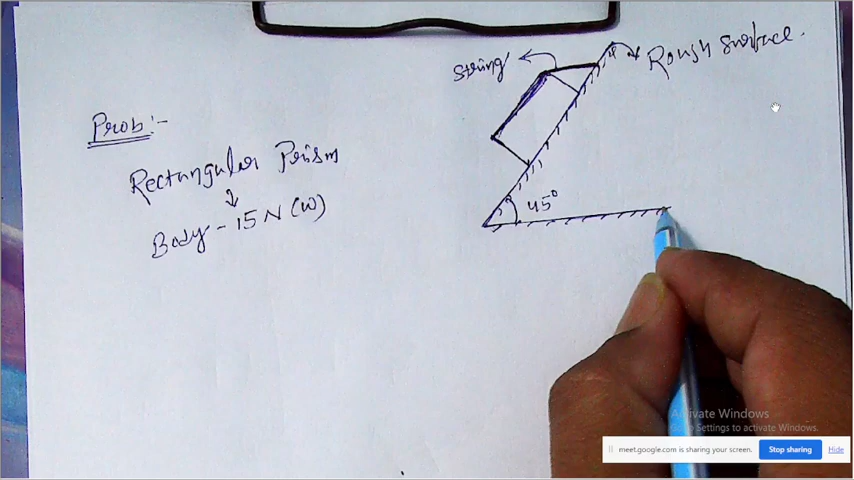 String
Rough surface.
Prob:-
Rectangular Prism
Body - 15 N (W)
45°
Activate Windows
Go to Settings to activate Windows.
meet.google.com is sharing your screen.
Stop sharing
Hide